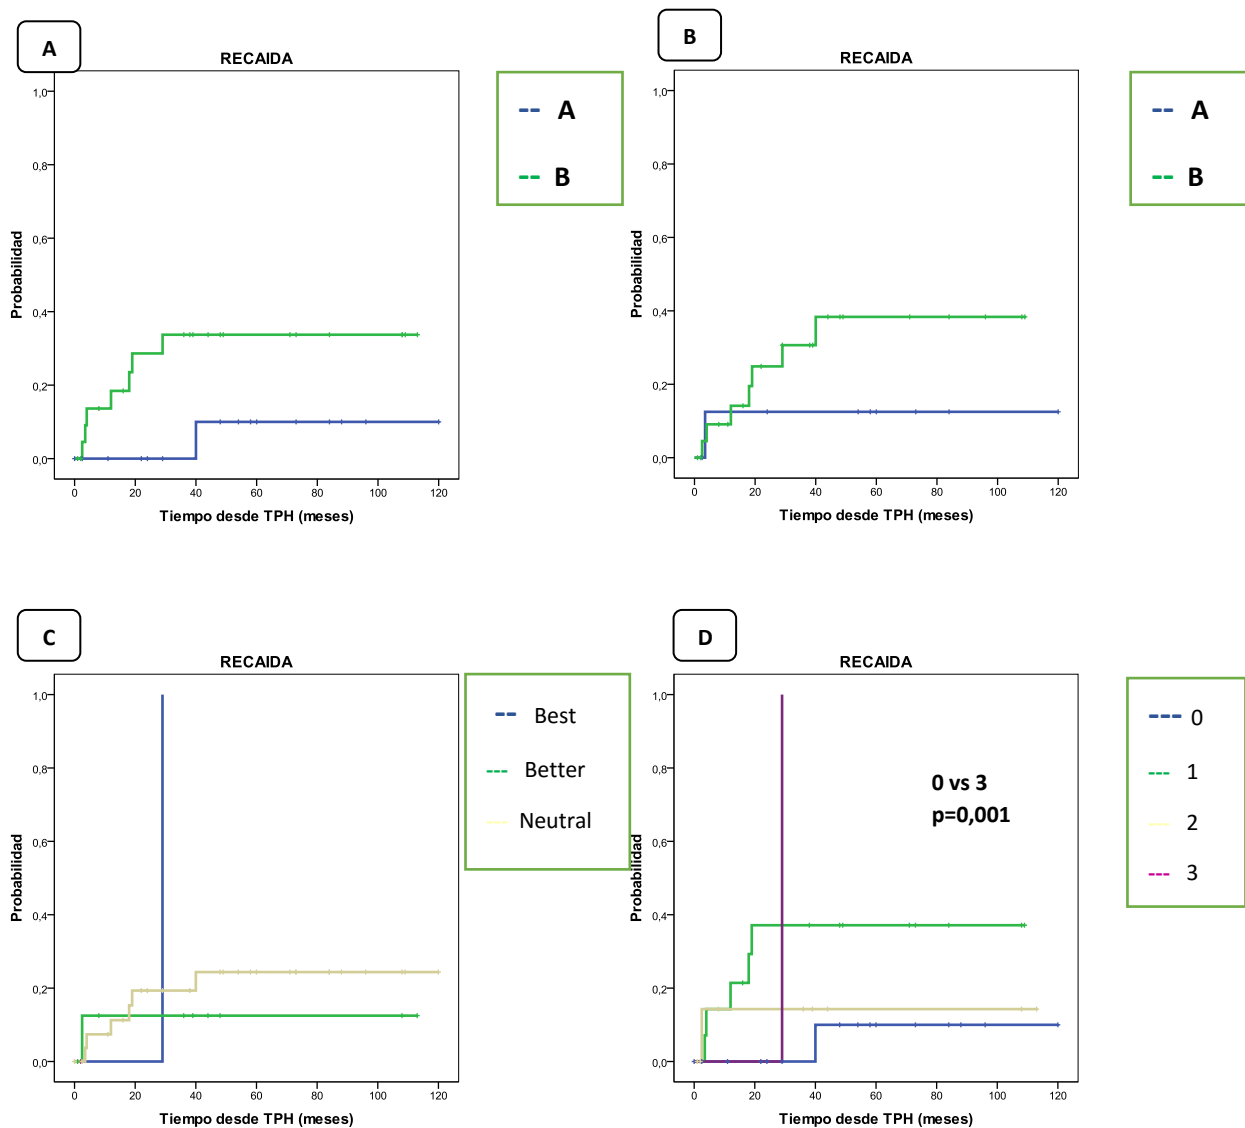 A
RECAIDA
Probabilidad
1,0
0,8
0,6
0,4
0,2
0,0
0 20 40 60 80 100 120
Tiempo desde TPH (meses)
A
B
B
RECAIDA
Probabilidad
1,0
0,8
0,6
0,4
0,2
0,0
0 20 40 60 80 100 120
Tiempo desde TPH (meses)
A
B
C
RECAIDA
Probabilidad
1,0
0,8
0,6
0,4
0,2
0,0
0 20 40 60 80 100 120
Tiempo desde TPH (meses)
Best
Better
Neutral
D
RECAIDA
Probabilidad
1,0
0,8
0,6
0,4
0,2
0,0
0 20 40 60 80 100 120
Tiempo desde TPH (meses)
0 vs 3
p=0,001
0
1
2
3